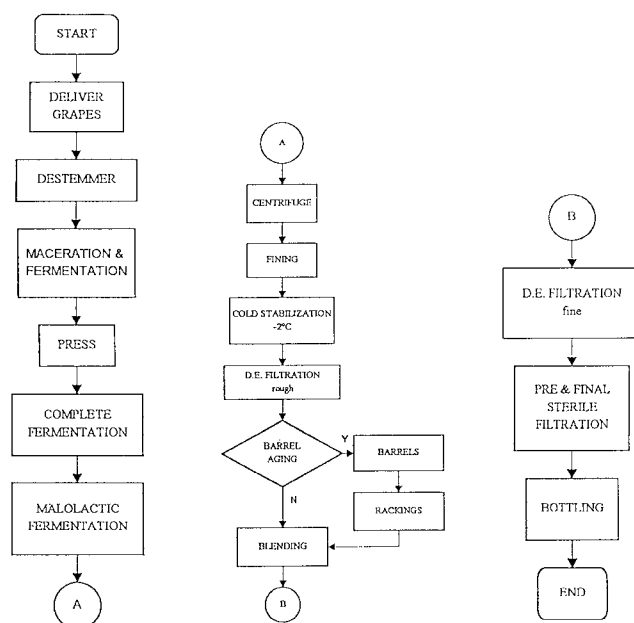 START
DELIVER
GRAPES
DESTEMMER
MACERATION &
FERMENTATION
PRESS
COMPLETE
FERMENTATION
MALOLACTIC
FERMENTATION
A
A
CENTRIFUGE
FINING
COLD STABILIZATION
-2°C
D.E. FILTRATION
rough
BARREL
AGING
Y
BARRELS
N
RACKINGS
BLENDING
B
B
D.E. FILTRATION
fine
PRE & FINAL
STERILE
FILTRATION
BOTTLING
END